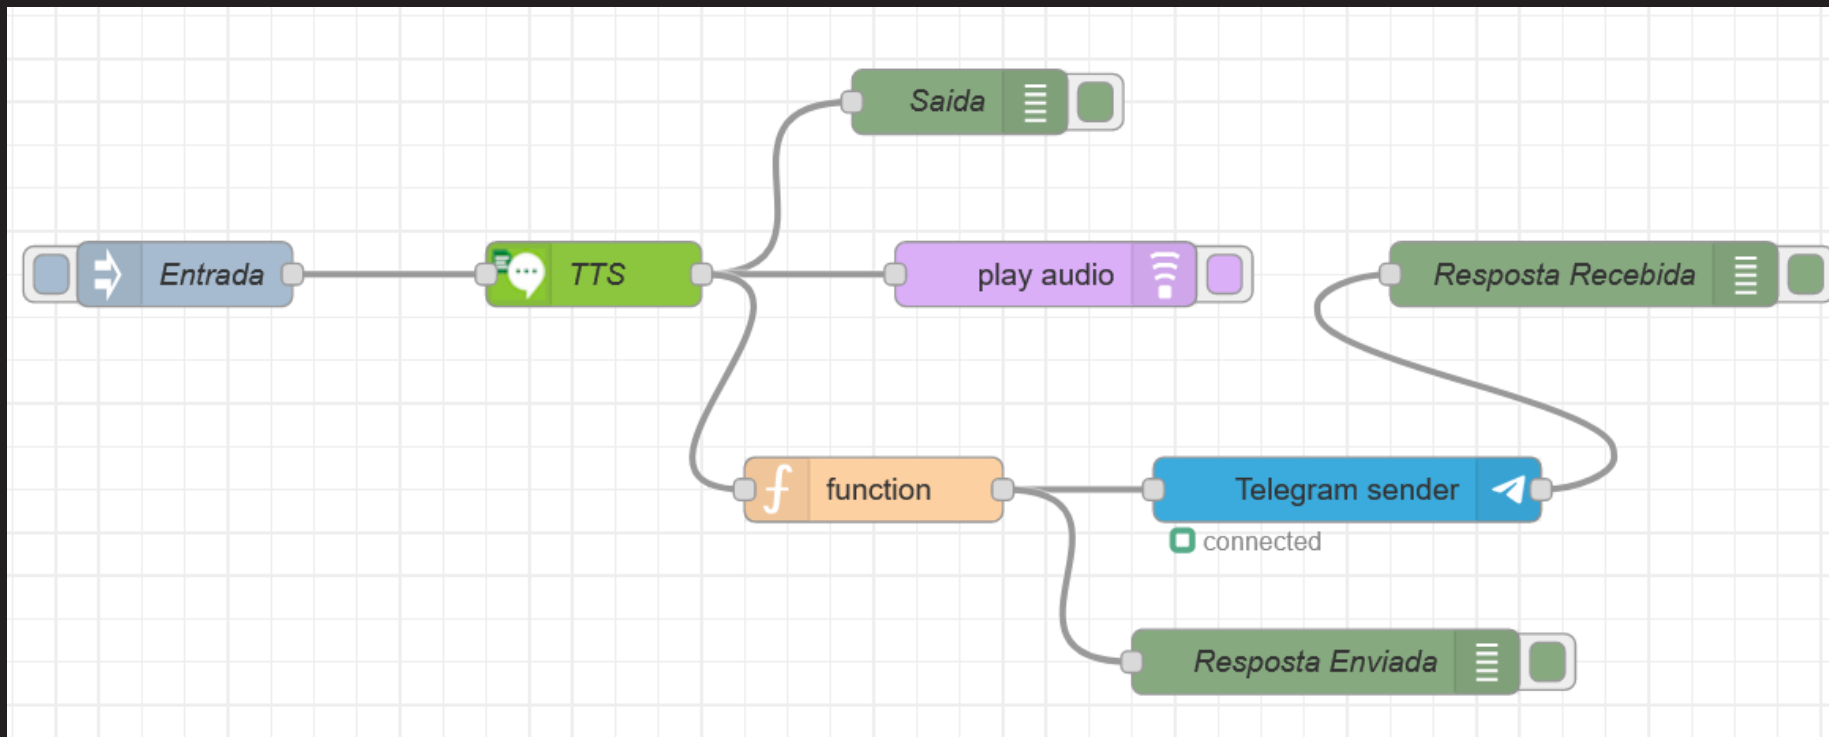 Saida
Entrada
TTS
play audio
Resposta Recebida
function
Telegram sender
connected
Resposta Enviada